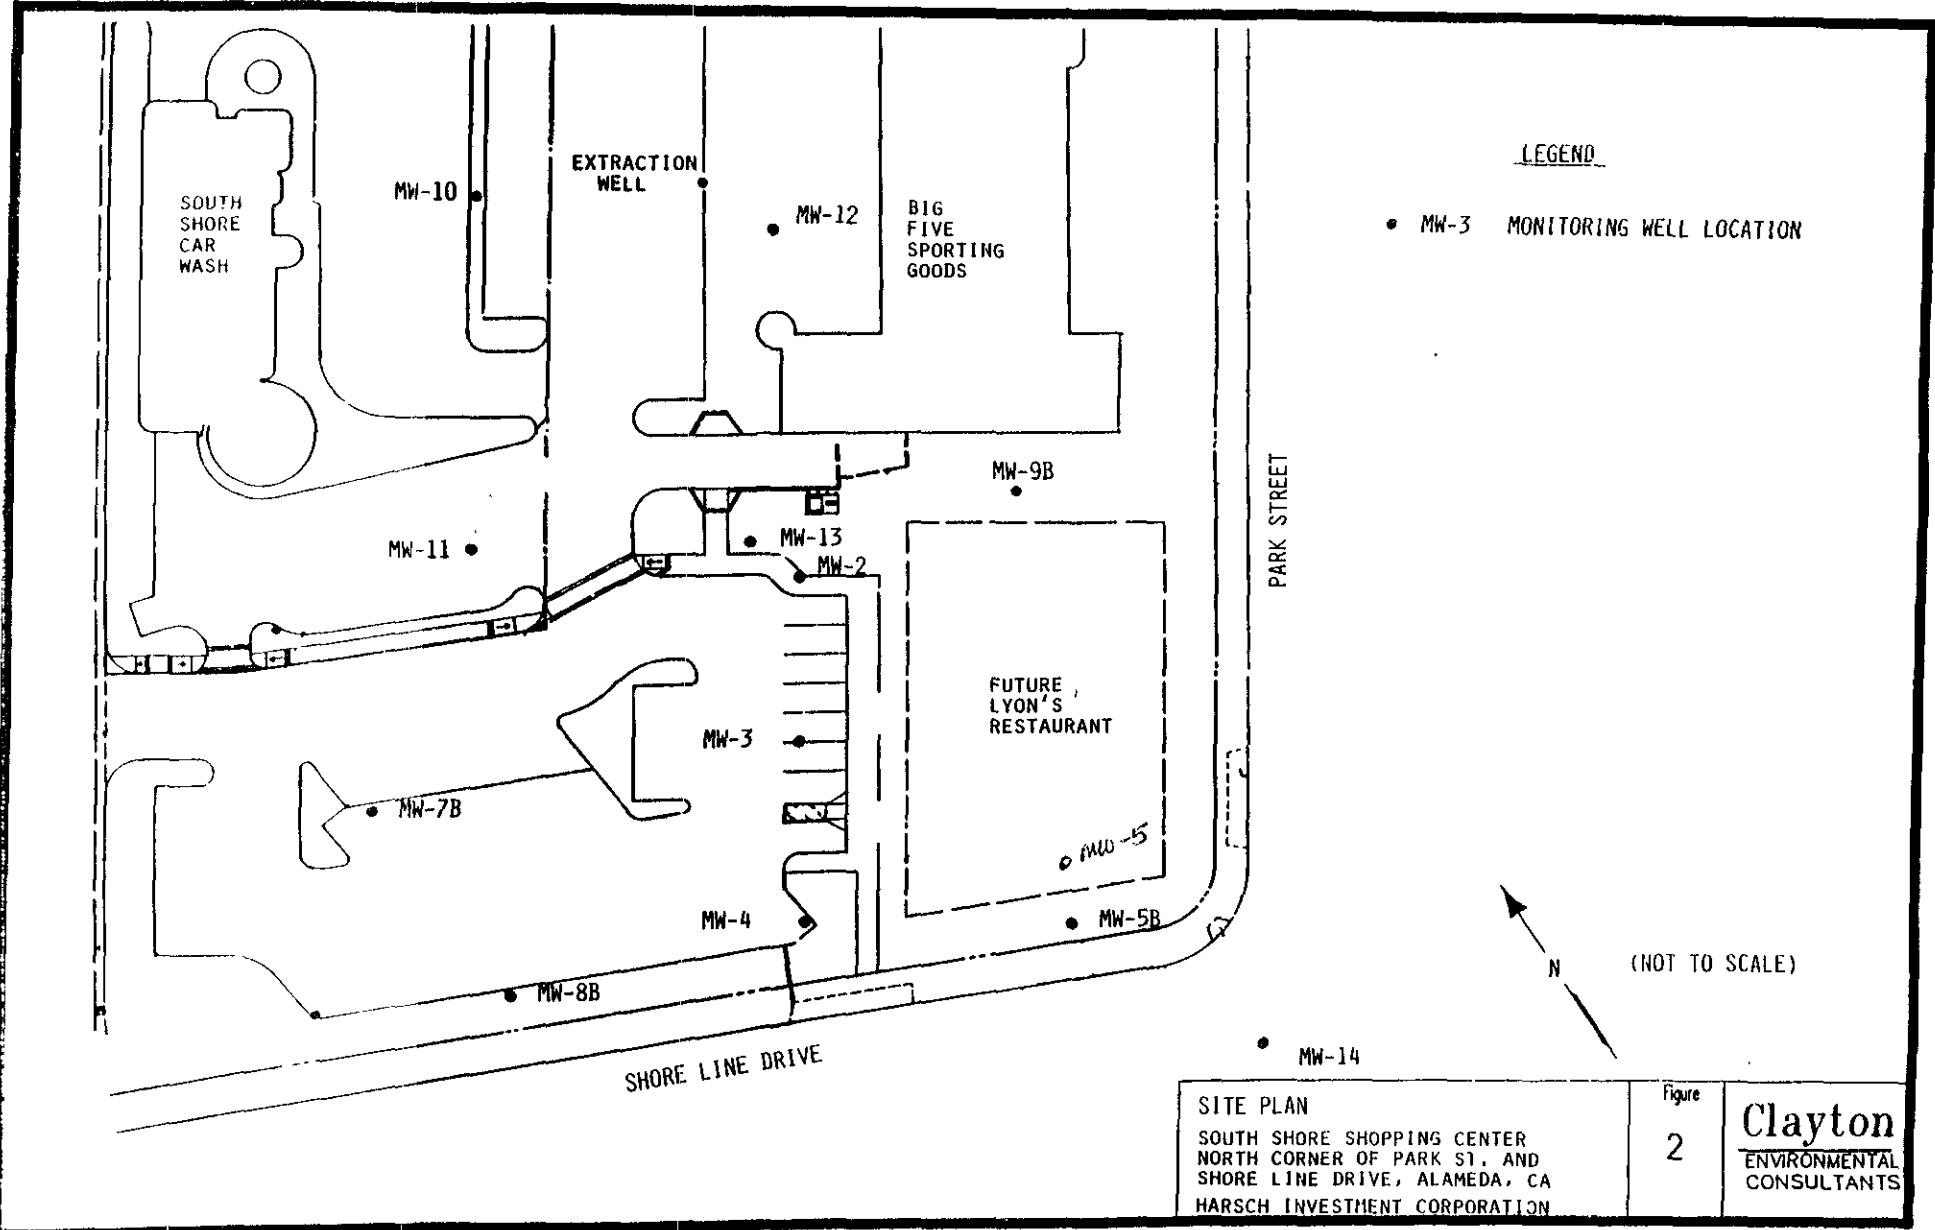 EXTRACTION
WELL
MW-10
MW-12
SOUTH
SHORE
CAR
WASH
BIG
FIVE
SPORTING
GOODS
LEGEND
MW-3 MONITORING WELL LOCATION
MW-9B
PARK STREET
MW-11
MW-13
MW-2
FUTURE
LYON'S
RESTAURANT
MW-3
MW-7B
MW-5
MW-4
MW-5B
MW-8B
N
(NOT TO SCALE)
SHORE LINE DRIVE
MW-14
SITE PLAN
SOUTH SHORE SHOPPING CENTER
NORTH CORNER OF PARK ST. AND
SHORE LINE DRIVE, ALAMEDA, CA
HARSCH INVESTMENT CORPORATION
Figure
2
Clayton
ENVIRONMENTAL
CONSULTANTS